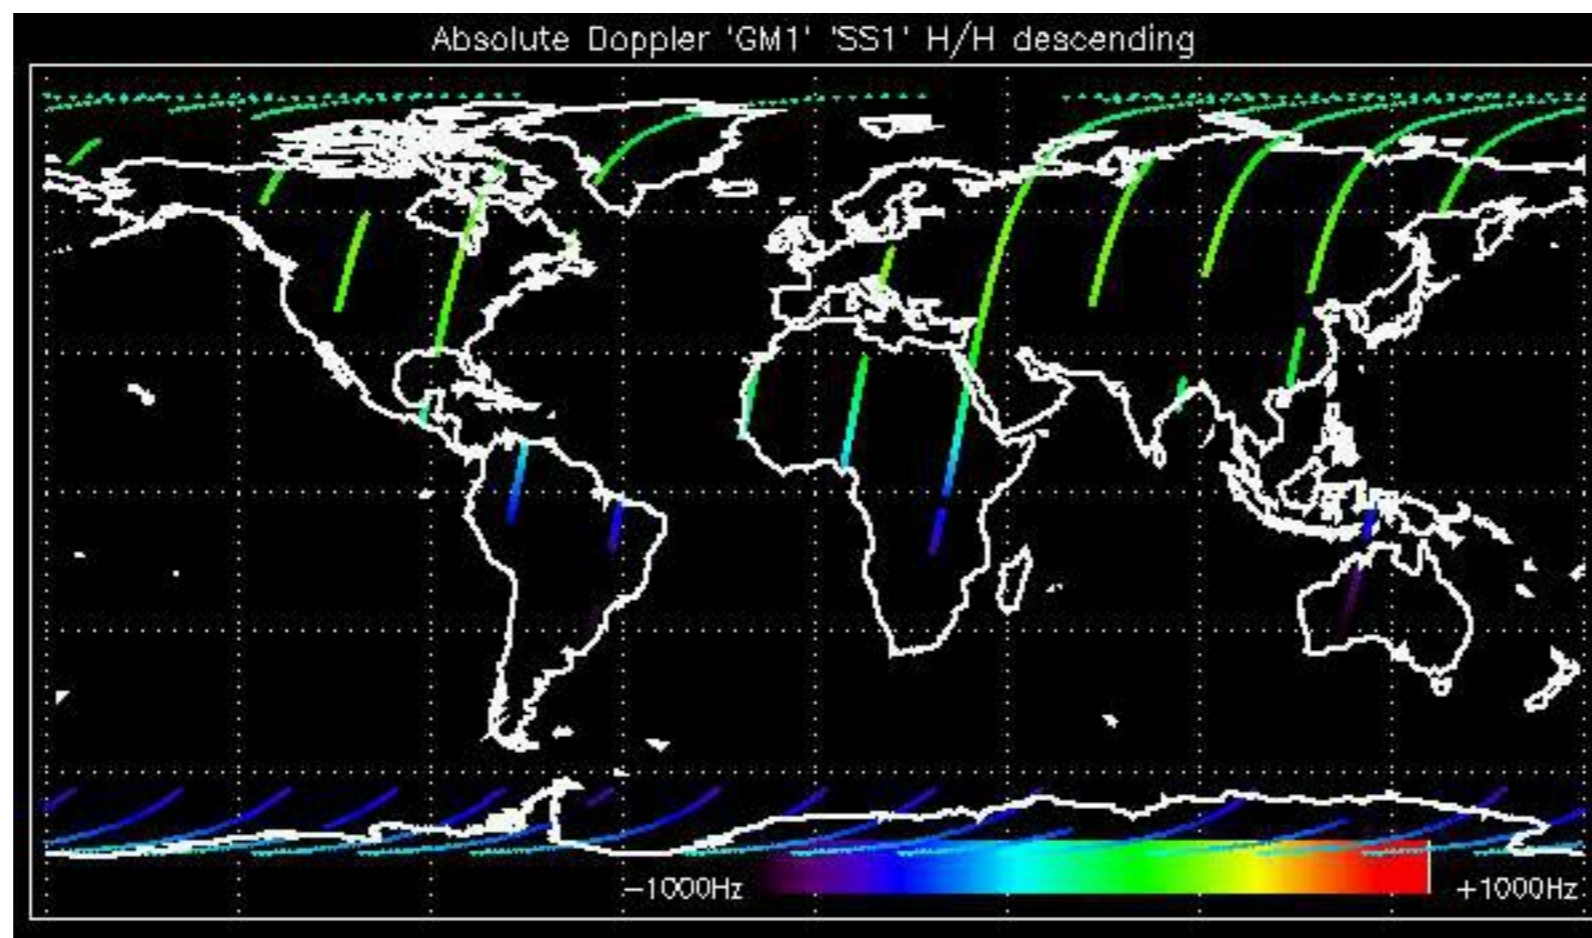 Absolute Doppler 'GM1' 'SS1' H/H descending
-1000Hz
+1000Hz